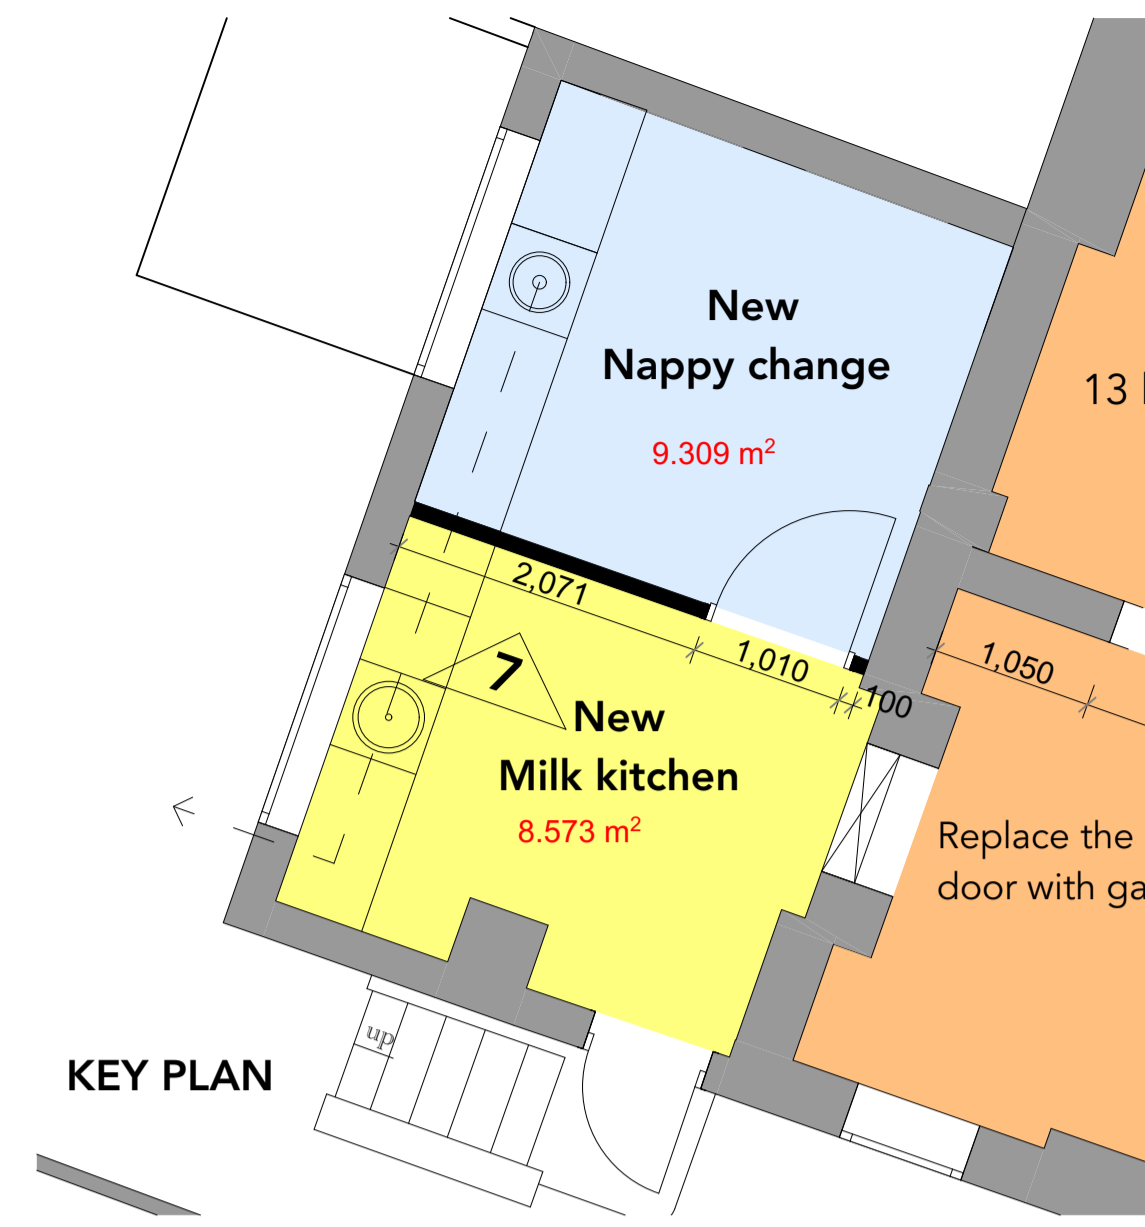 New
Nappy change
9.309 m²
13
2,071
1,010
100
1,050
7
New
Milk kitchen
8.573 m²
Replace the
door with ga
up
KEY PLAN